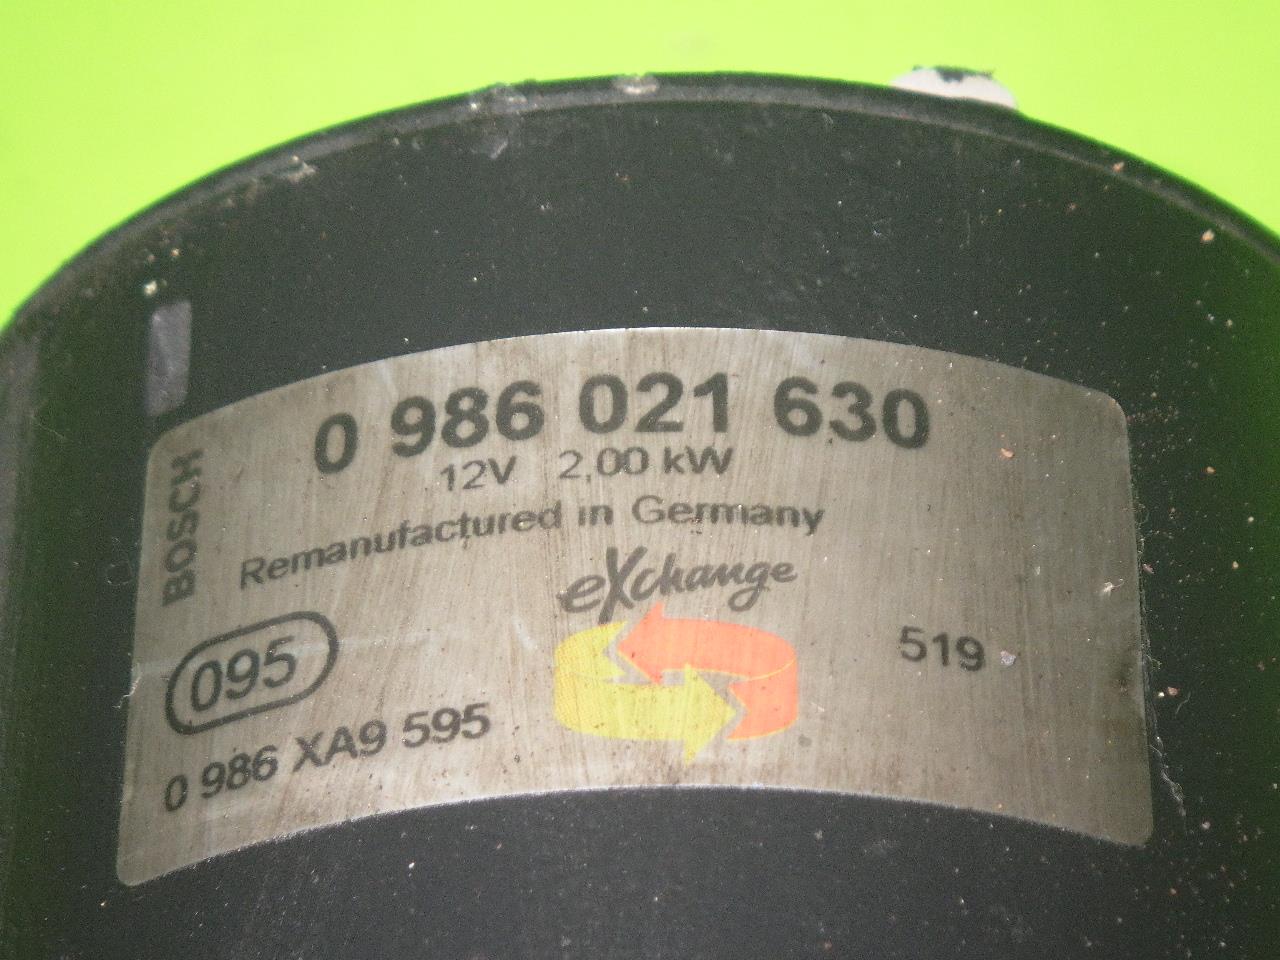 0 986 021 630
12V 2,00 kW
BOSCH
Remanufactured in Germany
eXchange
519
095
0 986 XA9 595